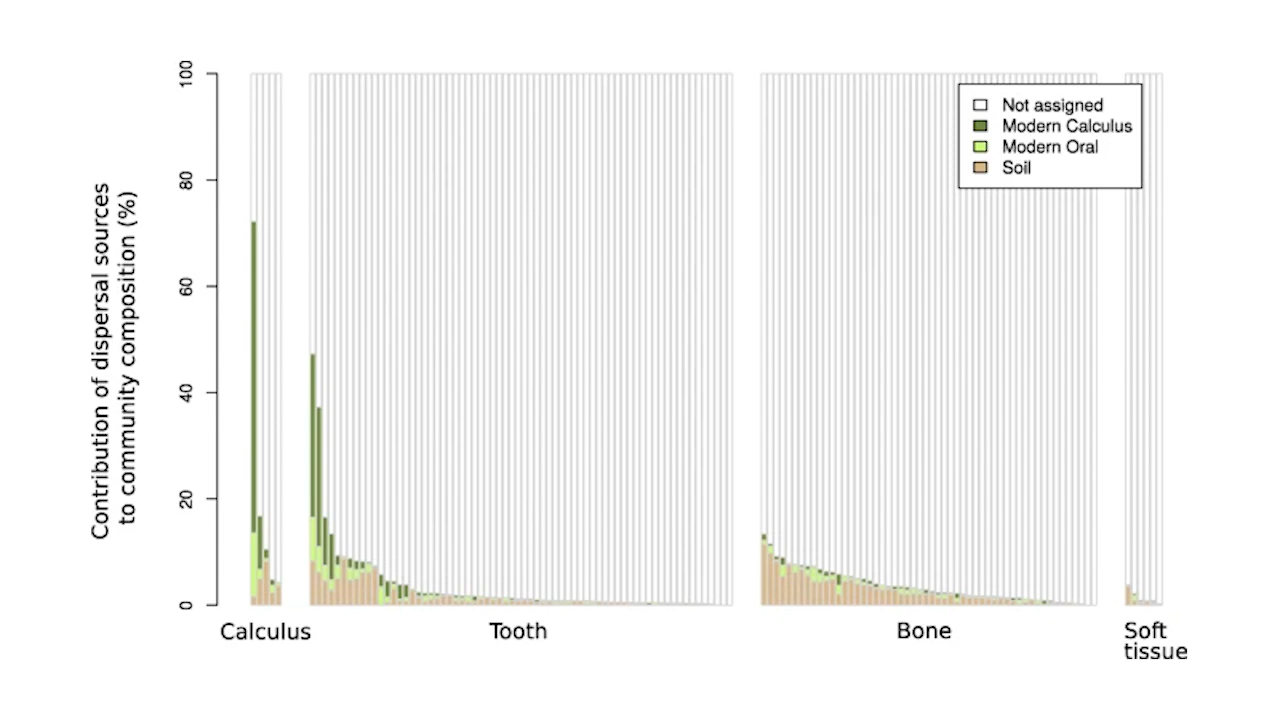 Contribution of dispersal sources
to community composition (%)
100
80
60
40
20
0
Not assigned
Modern Calculus
Modern Oral
Soil
Calculus
Tooth
Bone
Soft
tissue